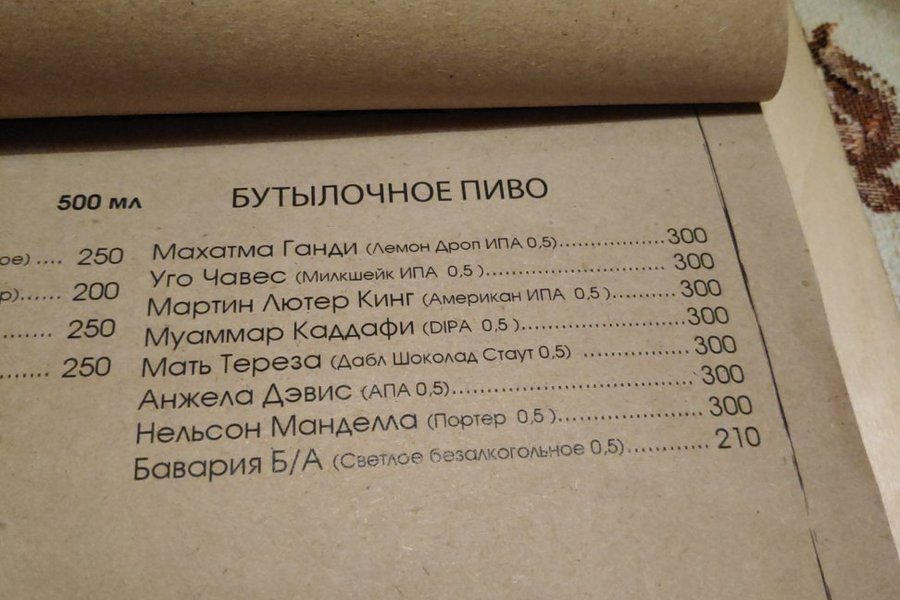 500 мл
ое) .... 250
р)...... 200
....... 250
....... 250
БУТЫЛОЧНОЕ ПИВО
Махатма Ганди (Лемон Дроп ИПА 0,5)..................300
Уго Чавес (Милкшейк ИПА 0,5 )............................. 300
Мартин Лютер Кинг (Американ ИПА 0,5 )........... 300
Муаммар Каддафи (DIPA 0,5 )...........................300
Мать Тереза (Дабл Шоколад Стаут 0,5) ................. 300
Анжела Дэвис (АПА 0,5)........................................300
Нельсон Манделла (Портер 0,5 )....................... 300
Бавария Б/А (Светлое безалкогольное 0,5)............ 210